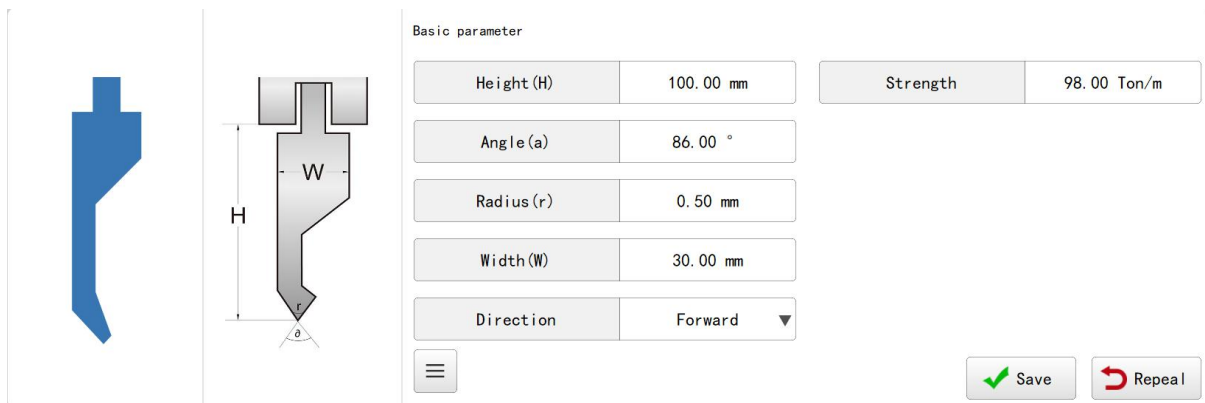 Basic parameter
Height(H) 100.00 mm Strength 98.00 Ton/m
Angle(a) 86.00 °
W
Radius(r) 0.50 mm
H
Width(W) 30.00 mm
r
Direction Forward ▼
a
Save Repeal